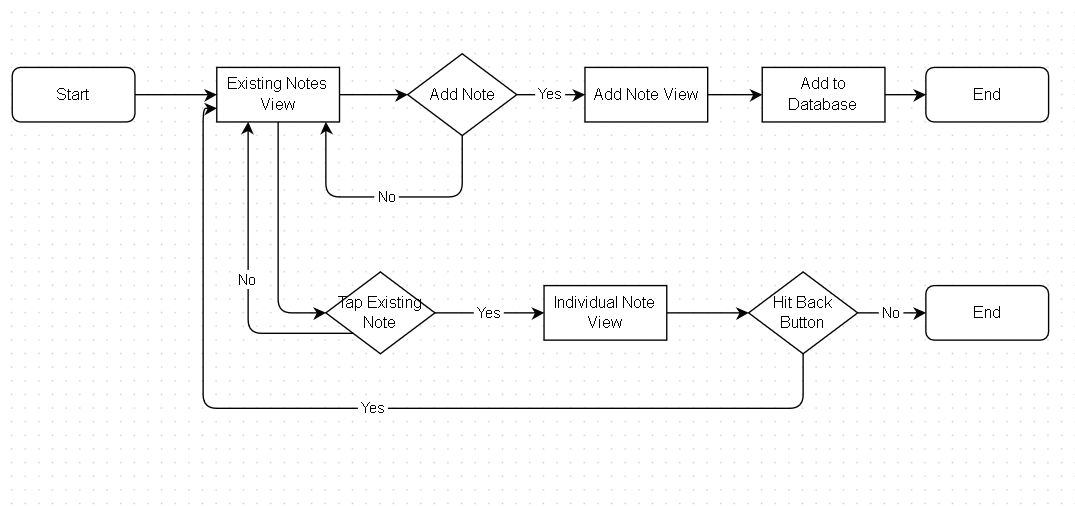 Start
Existing Notes
View
Add Note
Yes
Add Note View
Add to
Database
End
No
No
Tap Existing
Note
Yes
Individual Note
View
Hit Back
Button
No
End
Yes